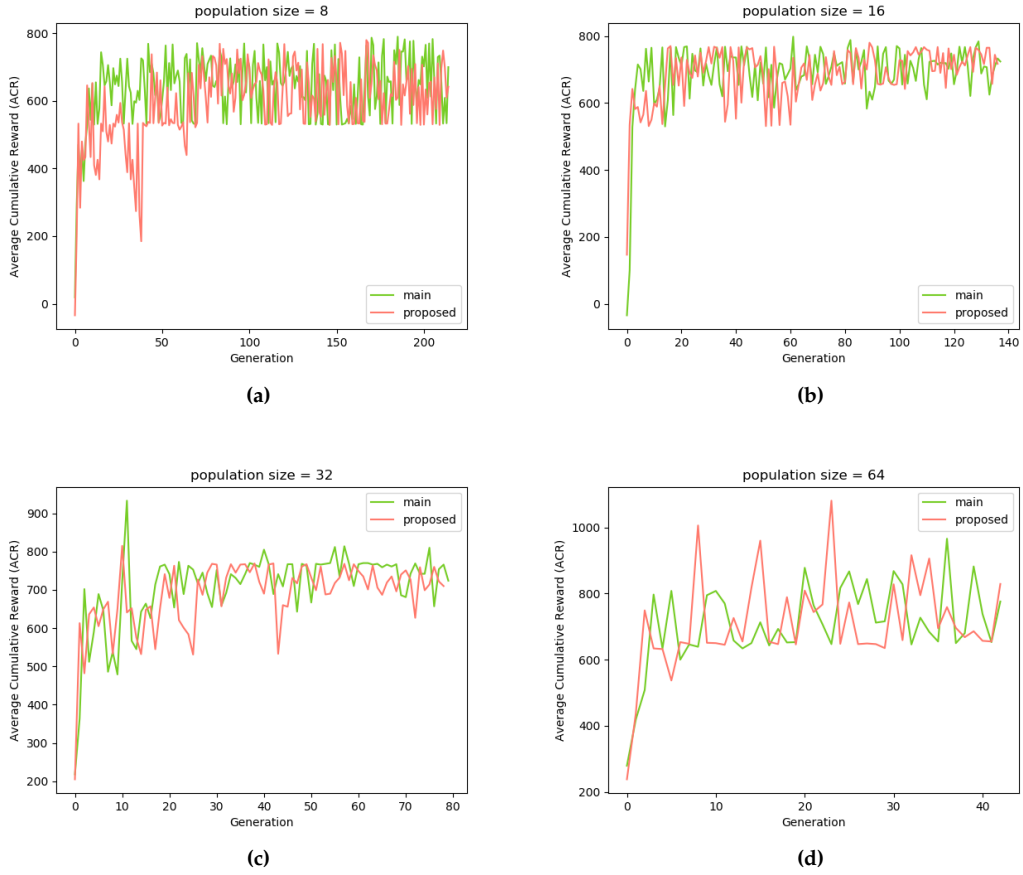 population size = 8
800
600
400
200
0
Average Cumulative Reward (ACR)
main
proposed
0 50 100 150 200
Generation
(a)
population size = 16
800
600
400
200
0
Average Cumulative Reward (ACR)
main
proposed
0 20 40 60 80 100 120 140
Generation
(b)
population size = 32
900
800
700
600
500
400
300
200
Average Cumulative Reward (ACR)
main
proposed
0 10 20 30 40 50 60 70 80
Generation
(c)
population size = 64
1000
800
600
400
200
Average Cumulative Reward (ACR)
main
proposed
0 10 20 30 40
Generation
(d)